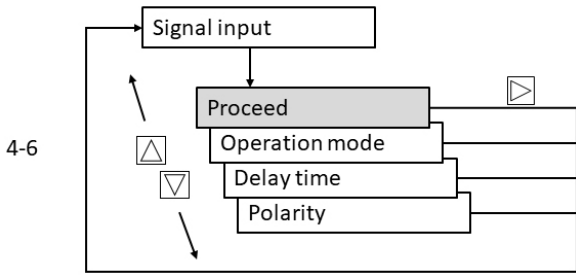 Signal input
Proceed
Operation mode
4-6
Delay time
Polarity